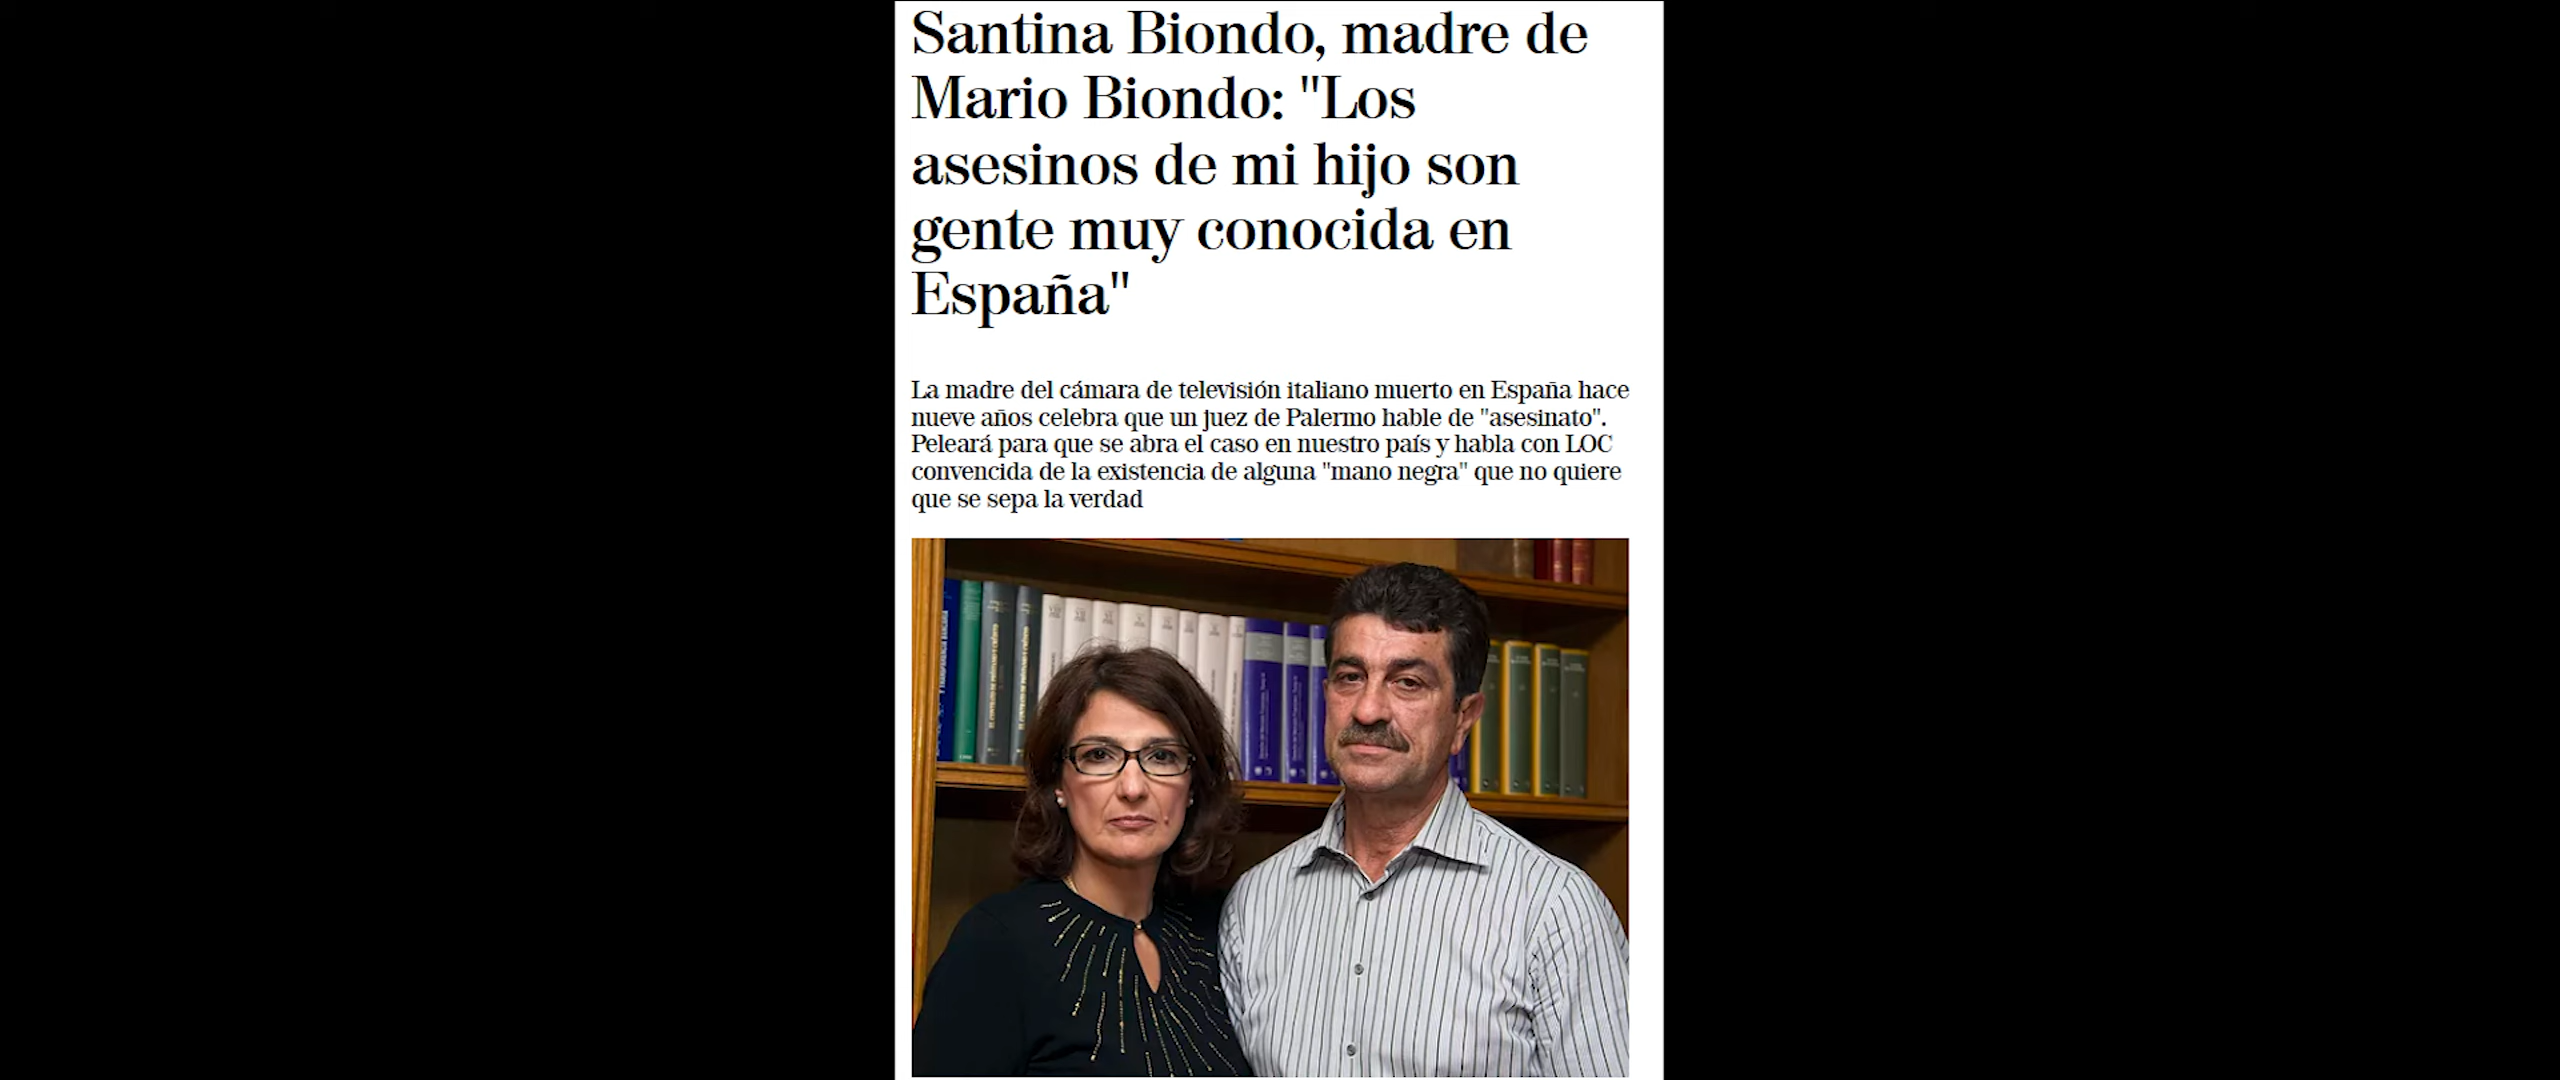 Santina Biondo, madre de
Mario Biondo: "Los
asesinos de mi hijo son
gente muy conocida en
España"
La madre del cámara de televisión italiano muerto en España hace
nueve años celebra que un juez de Palermo hable de "asesinato".
Peleará para que se abra el caso en nuestro país y habla con LOC
convencida de la existencia de alguna "mano negra" que no quiere
que se sepa la verdad